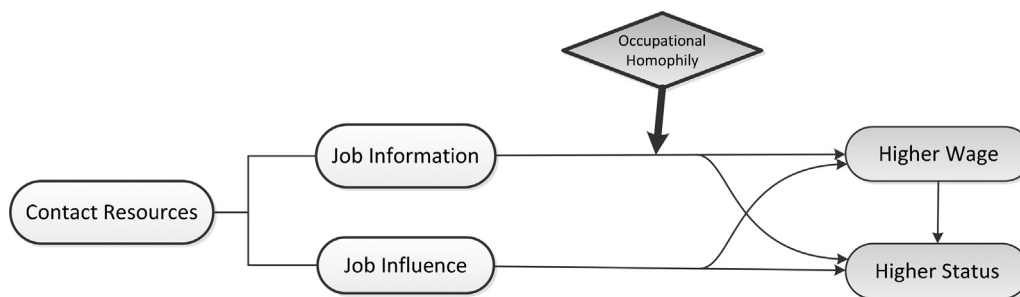 Occupational
Homophily
Job Information
Higher Wage
Contact Resources
Job Influence
Higher Status